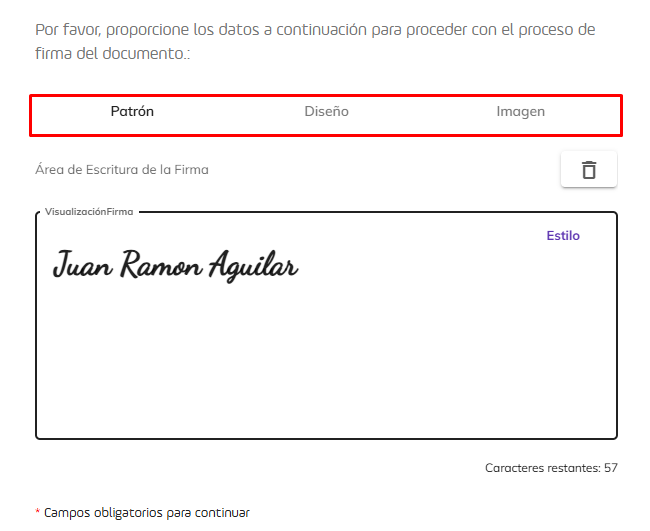 Por favor, proporcione los datos a continuación para proceder con el proceso de
firma del documento.:
Patrón Diseño Imagen
Área de Escritura de la Firma
VisualizaciónFirma
Estilo
Juan Ramon Aguilar
Caracteres restantes: 57
* Campos obligatorios para continuar